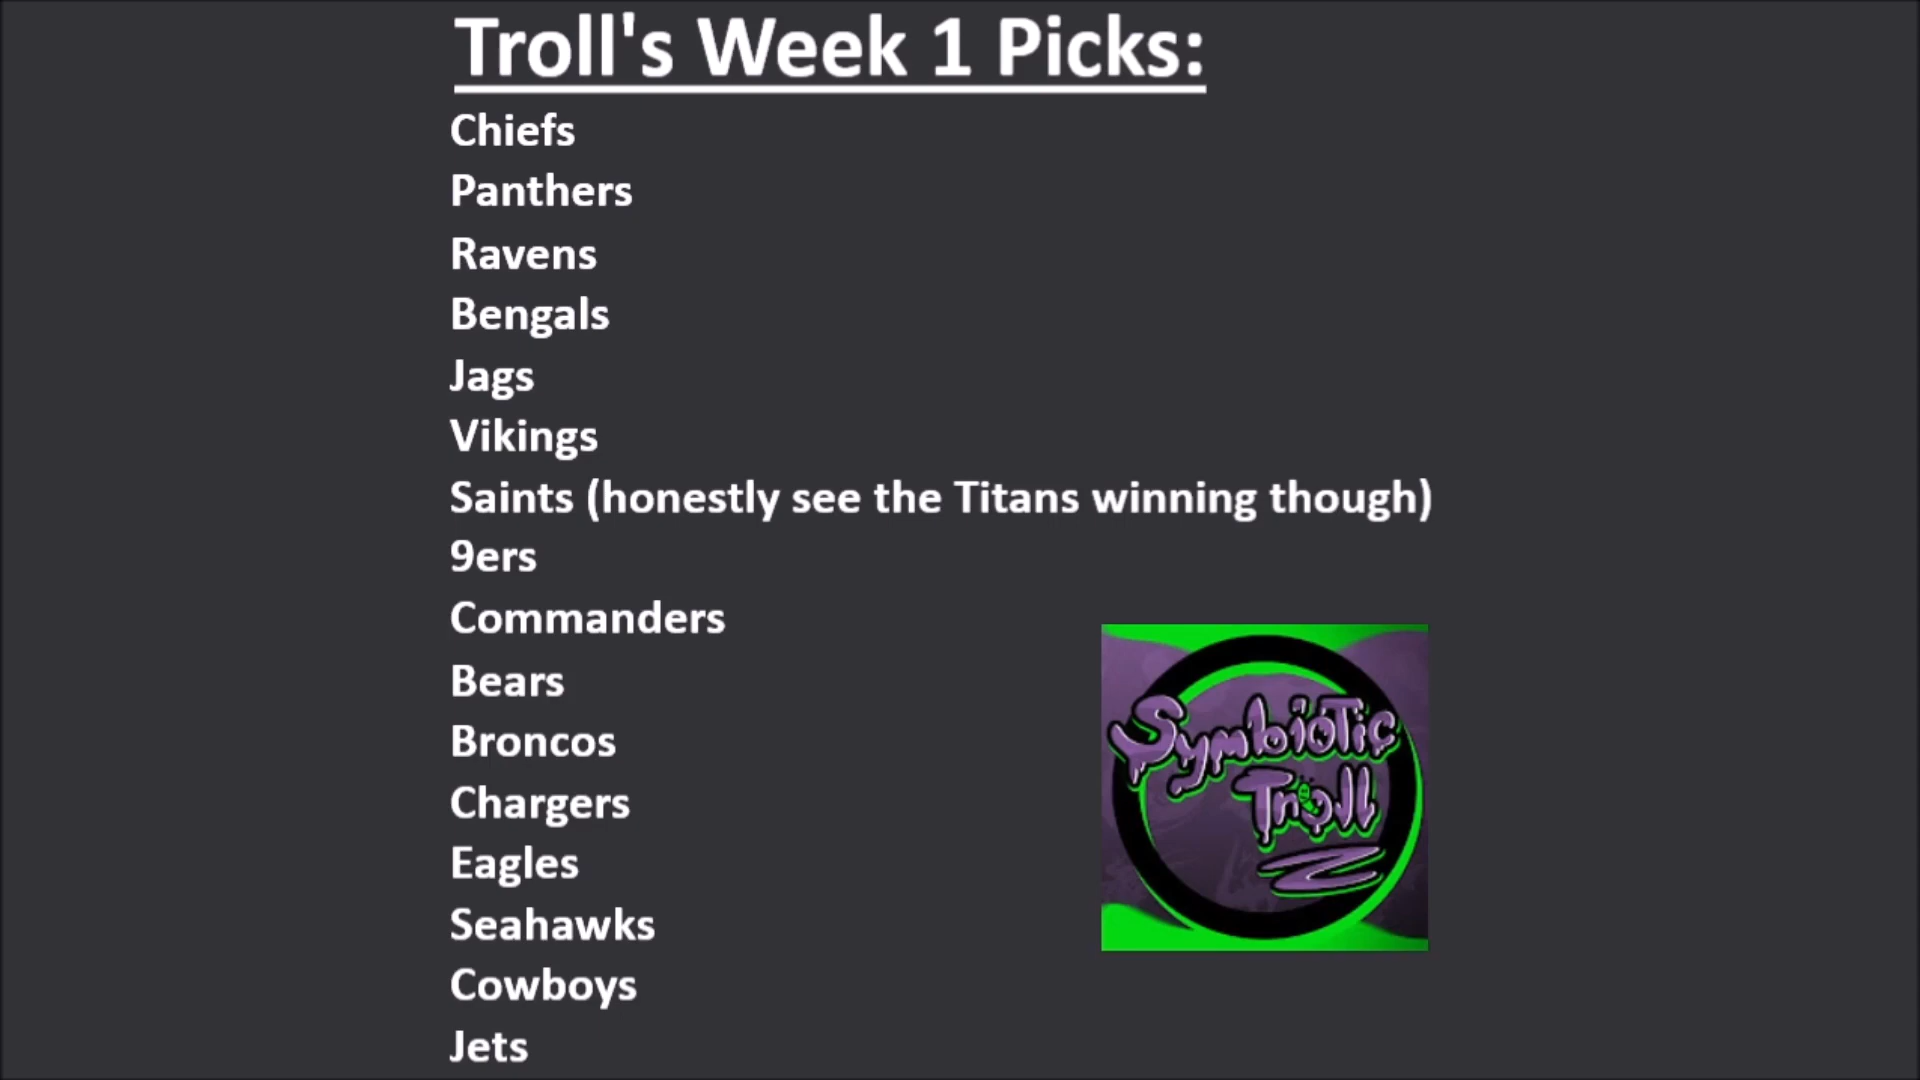 Troll's Week 1 Picks:
Chiefs
Panthers
Ravens
Bengals
Jags
Vikings
Saints (honestly see the Titans winning though)
9ers
Commanders
Bears
Broncos
Chargers
Eagles
Seahawks
Cowboys
Jets
Symbiotic
Troll